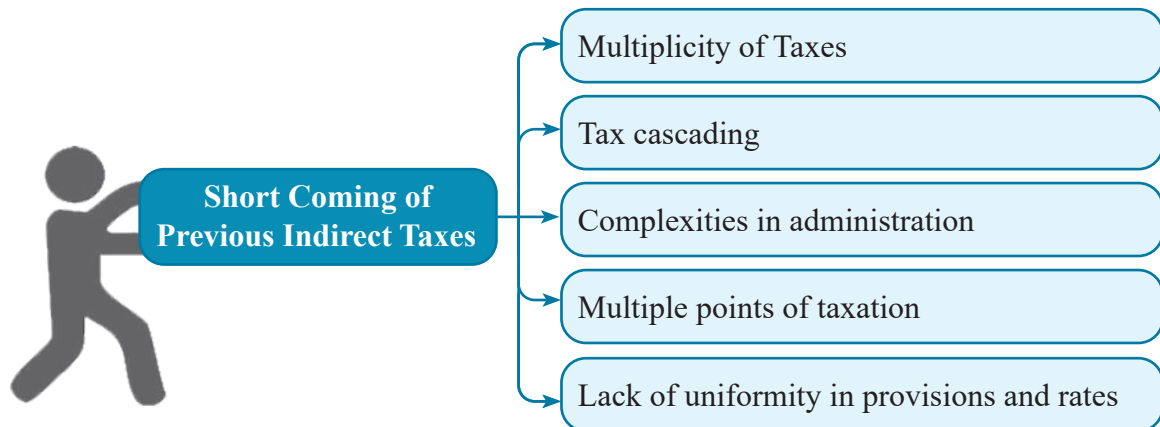 Short Coming of
Previous Indirect Taxes
Multiplicity of Taxes
Tax cascading
Complexities in administration
Multiple points of taxation
Lack of uniformity in provisions and rates